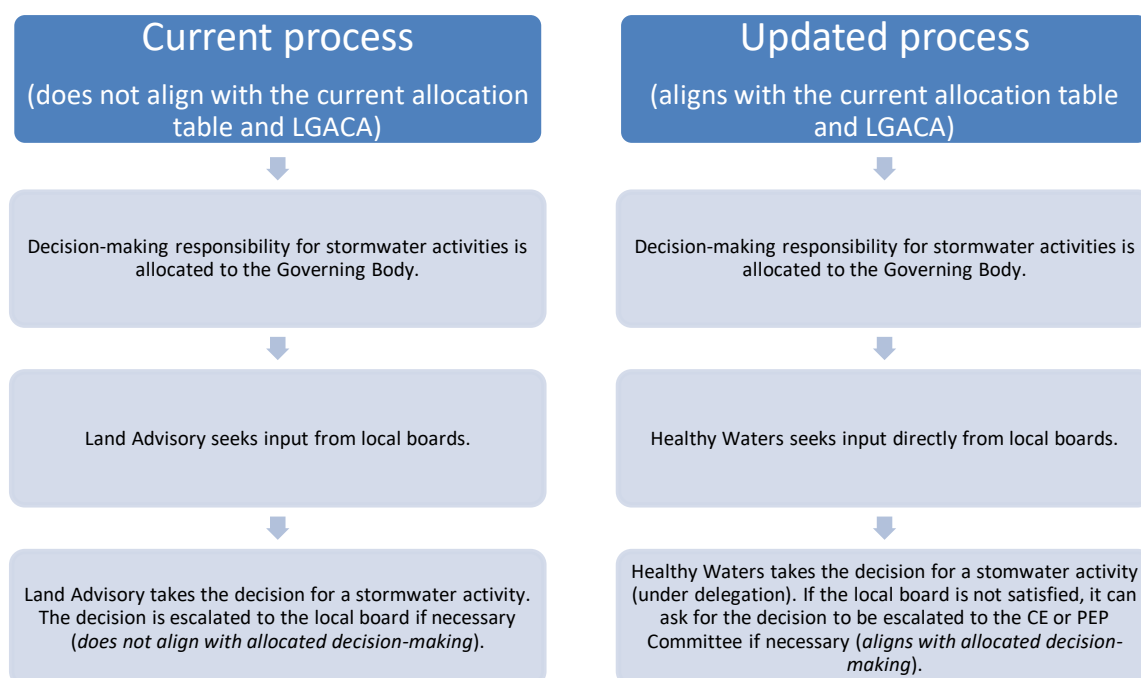 Current process
(does not align with the current allocation
table and LGACA)
Decision-making responsibility for stormwater activities is
allocated to the Governing Body.
Land Advisory seeks input from local boards.
Land Advisory takes the decision for a stormwater activity.
The decision is escalated to the local board if necessary
(does not align with allocated decision-making).
Updated process
(aligns with the current allocation table
and LGACA)
Decision-making responsibility for stormwater activities is
allocated to the Governing Body.
Healthy Waters seeks input directly from local boards.
Healthy Waters takes the decision for a stomwater activity
(under delegation). If the local board is not satisfied, it can
ask for the decision to be escalated to the CE or PEP
Committee if necessary (aligns with allocated decision-
making).